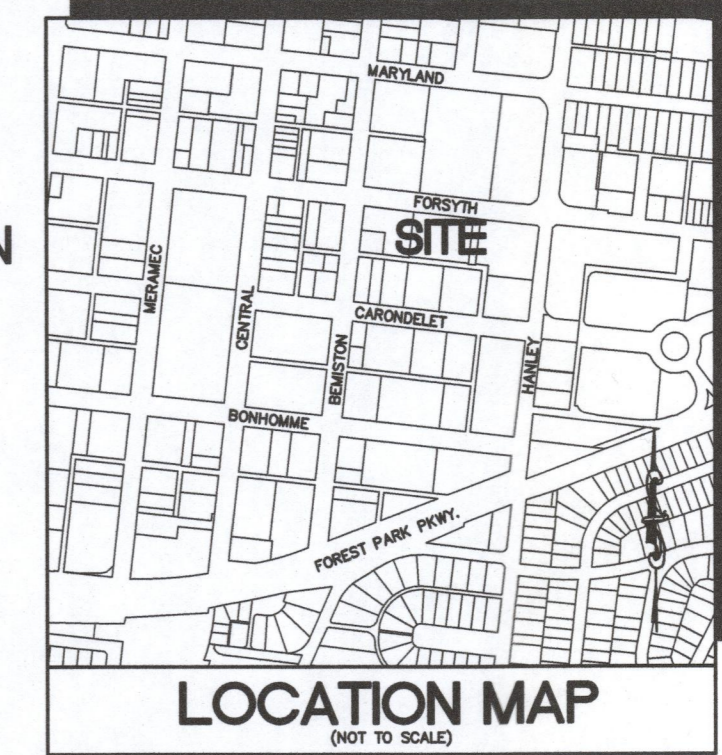 MARYLAND
FORSYTH
SITE
MERAMEC
CENTRAL
CARONDELET
BEMISTON
HANLEY
BONHOMME
FOREST PARK PKWY.
LOCATION MAP
(NOT TO SCALE)
N